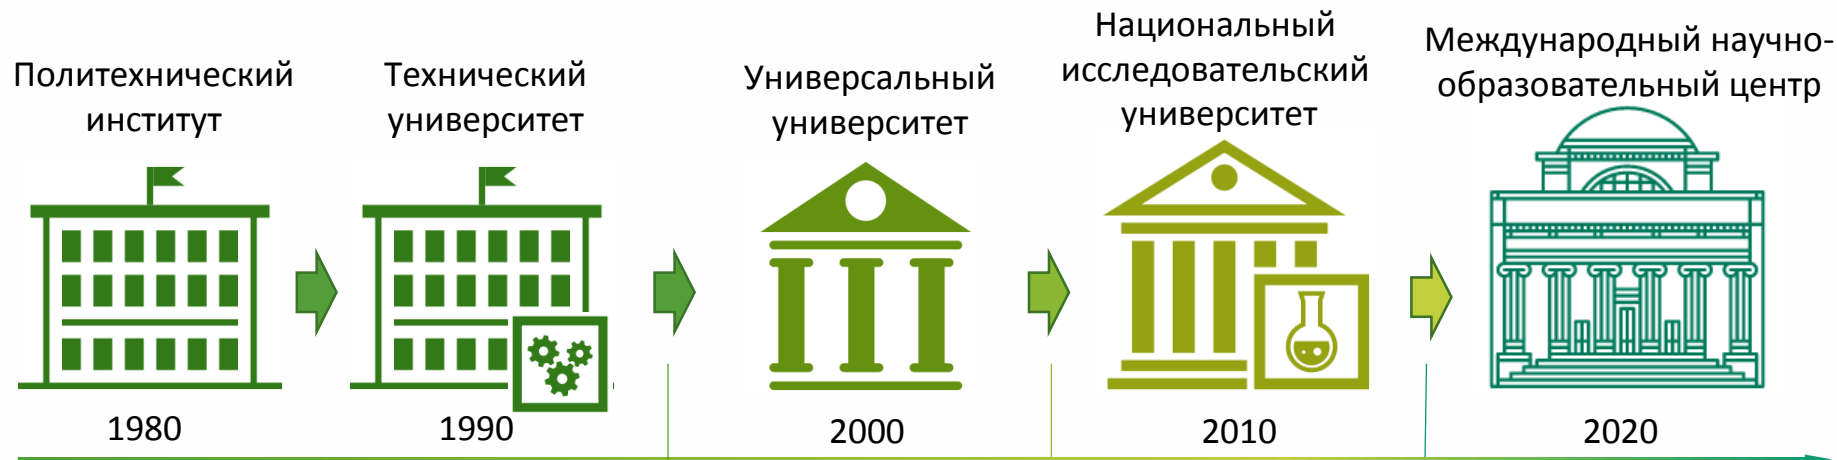 Политехнический
институт
Технический
университет
Универсальный
университет
Национальный
исследовательский
университет
Международный научно-
образовательный центр
1980
1990
2000
2010
2020